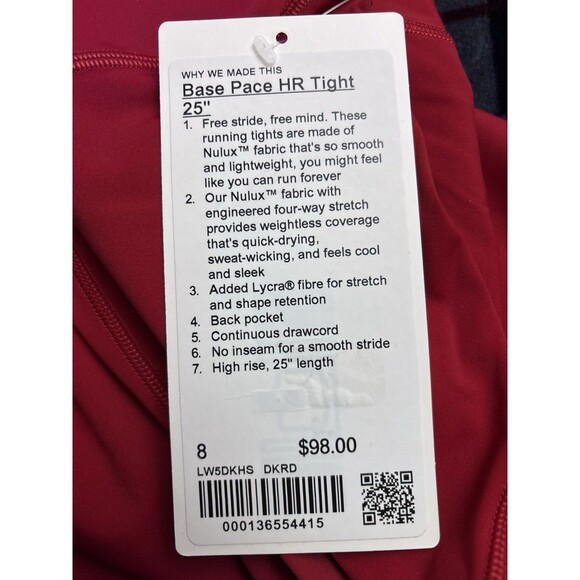 WHY WE MADE THIS
Base Pace HR Tight
25"
1. Free stride, free mind. These
running tights are made of
Nulux™ fabric that's so smooth
and lightweight, you might feel
like you can run forever
2. Our Nulux™ fabric with
engineered four-way stretch
provides weightless coverage
that's quick-drying,
sweat-wicking, and feels cool
and sleek
3. Added Lycra® fibre for stretch
and shape retention
4. Back pocket
5. Continuous drawcord
6. No inseam for a smooth stride
7. High rise, 25" length
8 $98.00
LW5DKHS DKRD
000136554415